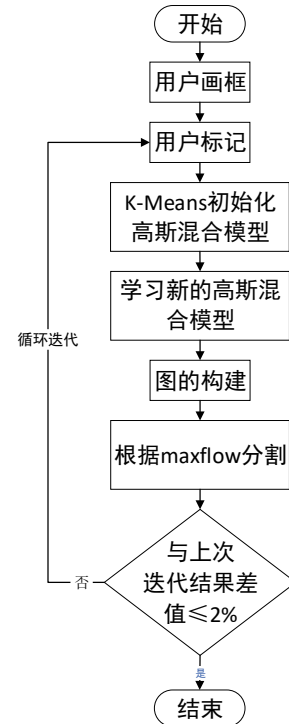 开始
用户画框
用户标记
K-Means初始化
高斯混合模型
学习新的高斯混
合模型
循环迭代
图的构建
根据maxflow分割
与上次
迭代结果差
值≤2%
否
是
结束